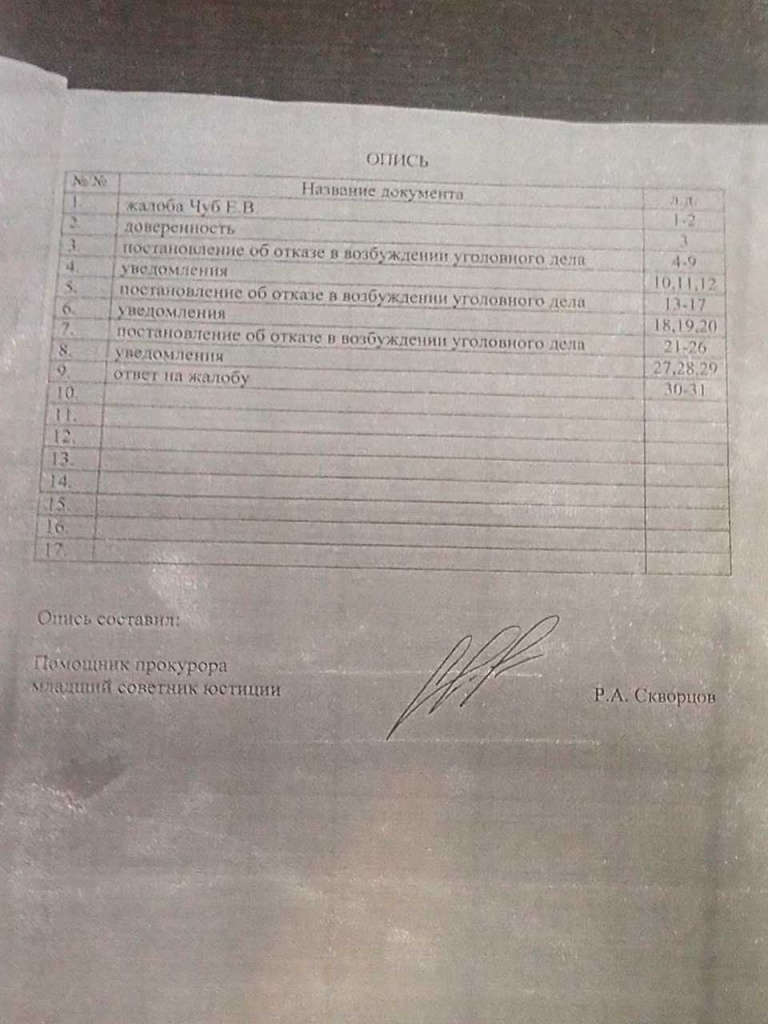 ОПИСЬ
№ № Название документа л.д.
1. жалоба Чуб Е.В 1-2
2. доверенность 3
3. постановление об отказе в возбуждении уголовного дела 4-9
4. уведомления 10,11,12
5. постановление об отказе в возбуждении уголовного дела 13-17
6. уведомления 18,19,20
7. постановление об отказе в возбуждении уголовного дела 21-26
8. уведомления 27,28,29
9. ответ на жалобу 30-31
10.
11.
12.
13.
14.
15.
16.
17.
Опись составил:
Помощник прокурора
младший советник юстиции Р.А. Скворцов